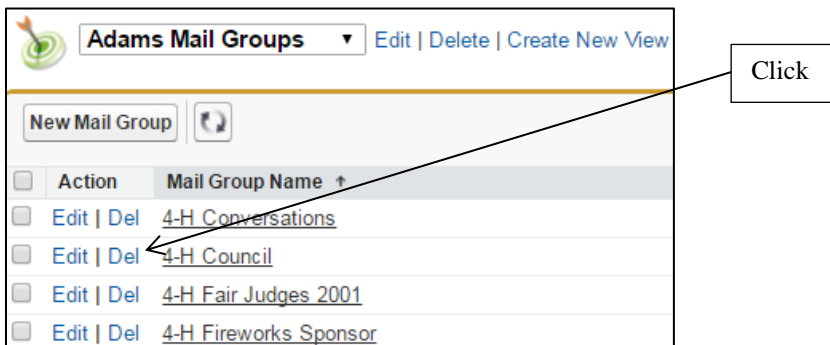 Adams Mail Groups ▼ Edit | Delete | Create New View
Click
New Mail Group
Action Mail Group Name ↑
Edit | Del 4-H Conversations
Edit | Del 4-H Council
Edit | Del 4-H Fair Judges 2001
Edit | Del 4-H Fireworks Sponsor